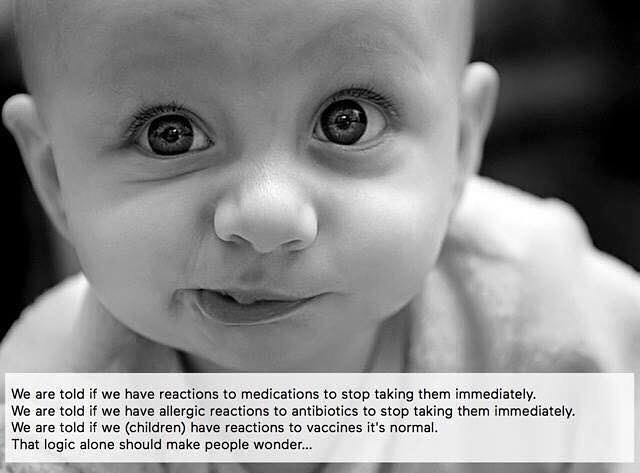 We are told if we have reactions to medications to stop taking them immediately.
We are told if we have allergic reactions to antibiotics to stop taking them immediately.
We are told if we (children) have reactions to vaccines it's normal.
That logic alone should make people wonder...